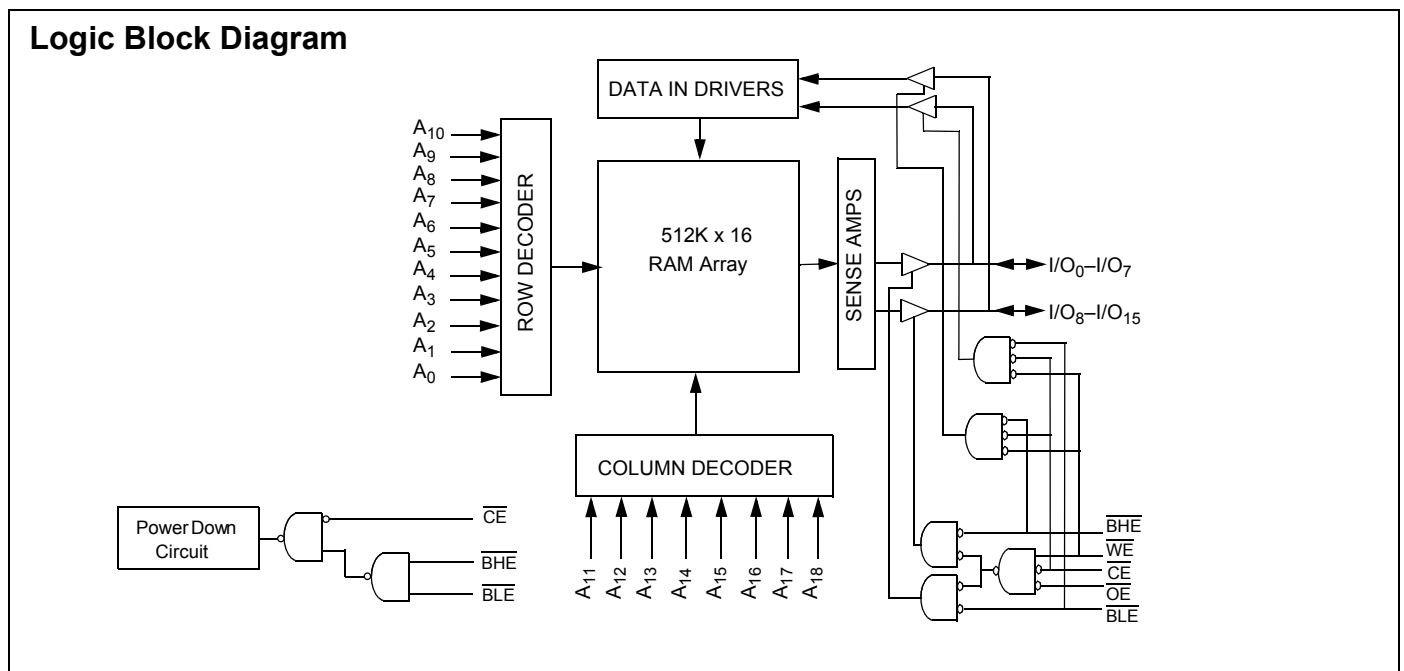 Logic Block Diagram
DATA IN DRIVERS
A10
A9
A8
A7
A6
A5
A4
A3
A2
A1
A0
ROW DECODER
512K x 16
RAM Array
SENSE AMPS
I/O0–I/O7
I/O8–I/O15
COLUMN DECODER
A11
A12
A13
A14
A15
A16
A17
A18
Power Down
Circuit
CE
BHE
BLE
BHE
WE
CE
OE
BLE